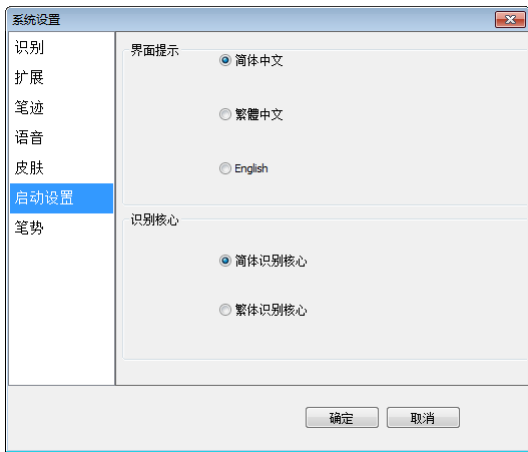 系统设置
识别
扩展
笔迹
语音
皮肤
启动设置
笔势
界面提示
简体中文
繁體中文
English
识别核心
简体识别核心
繁体识别核心
确定
取消